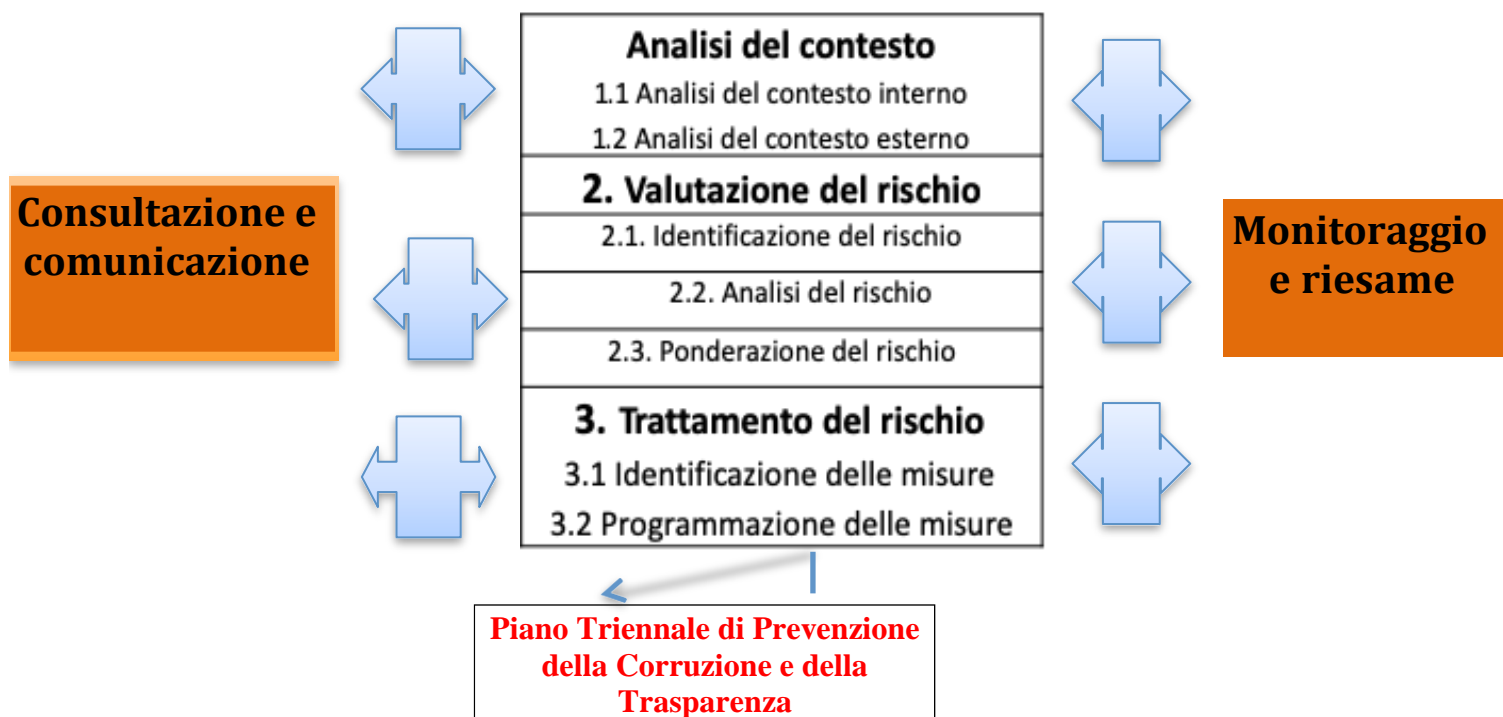 Analisi del contesto
1.1 Analisi del contesto interno
1.2 Analisi del contesto esterno
2. Valutazione del rischio
2.1. Identificazione del rischio
2.2. Analisi del rischio
2.3. Ponderazione del rischio
3. Trattamento del rischio
3.1 Identificazione delle misure
3.2 Programmazione delle misure
Consultazione e
comunicazione
Monitoraggio
e riesame
Piano Triennale di Prevenzione
della Corruzione e della
Trasparenza